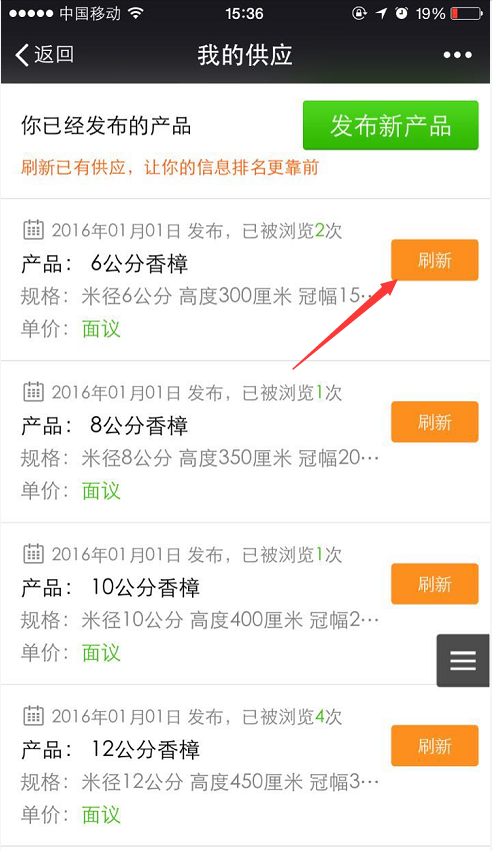 中国移动 15:36 19%
返回 我的供应
你已经发布的产品 发布新产品
刷新已有供应，让你的信息排名更靠前
2016年01月01日 发布，已被浏览2次
刷新
产品： 6公分香樟
规格：米径6公分 高度300厘米 冠幅15…
单价：面议
2016年01月01日 发布，已被浏览1次
刷新
产品： 8公分香樟
规格：米径8公分 高度350厘米 冠幅20…
单价：面议
2016年01月01日 发布，已被浏览1次
刷新
产品： 10公分香樟
规格：米径10公分 高度400厘米 冠幅2…
单价：面议
2016年01月01日 发布，已被浏览4次
刷新
产品： 12公分香樟
规格：米径12公分 高度450厘米 冠幅3…
单价：面议